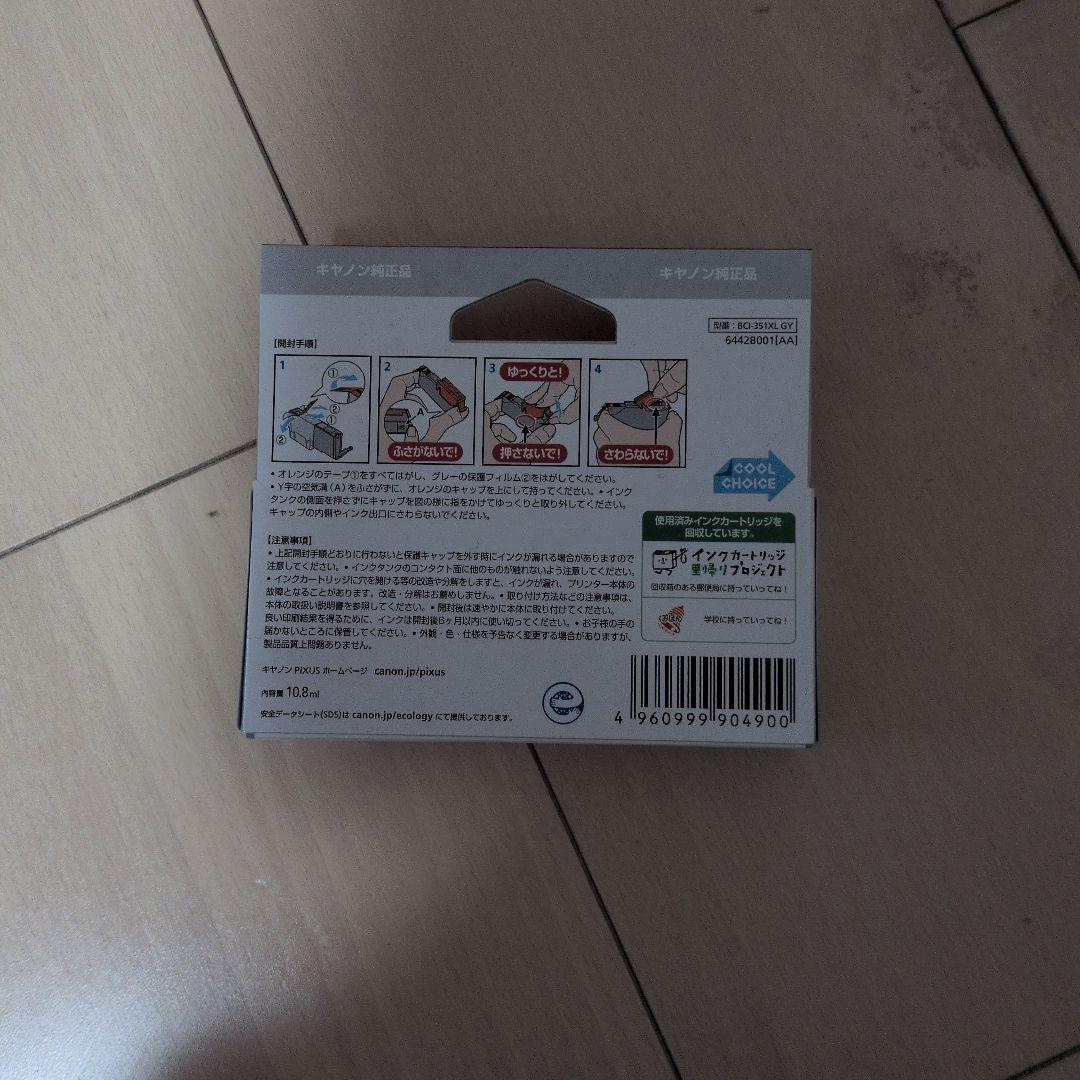 キヤノン純正品 キヤノン純正品
型番：BCI-351XL GY
6442B001[AA]
【開封手順】
1 ① ② ① ②
2 A ふさがないで!
3 ゆっくりと! 押さないで!
4 さわらないで!
• オレンジのテープ①をすべてはがし、グレーの保護フィルム②をはがしてください。
• Y字の空気溝(A)をふさがずに、オレンジのキャップを上にして持ってください。• インク
タンクの側面を押さずにキャップを図の様に指をかけてゆっくりと取り外してください。
キャップの内側やインク出口にさわらないでください。
COOL
CHOICE
【注意事項】
• 上記開封手順どおりに行わないと保護キャップを外す時にインクが漏れる場合がありますので
注意してください。• インクタンクのコンタクト面に他のものが触れないよう注意してください。
• インクカートリッジに穴を開ける等の改造や分解をしますと、インクが漏れ、プリンター本体の
故障となることがあります。改造・分解はお薦めしません。• 取り付け方法などの注意事項は、
本体の取扱い説明書を参照してください。• 開封後は速やかに本体に取り付けてください。
良い印刷結果を得るために、インクは開封後6ヶ月以内に使い切ってください。• お子様の手の
届かないところに保管してください。• 外観・色・仕様を予告なく変更する場合がありますが、
製品品質上問題ありません。
使用済みインクカートリッジを
回収しています。
インクカートリッジ
里帰りプロジェクト
回収箱のある郵便局に持っていってね!
くみほん
学校に持っていってね!
キヤノン PIXUS ホームページ canon.jp/pixus
内容量 10.8ml
安全データシート(SDS)は canon.jp/ecology にて提供しております。
4 960999 904900